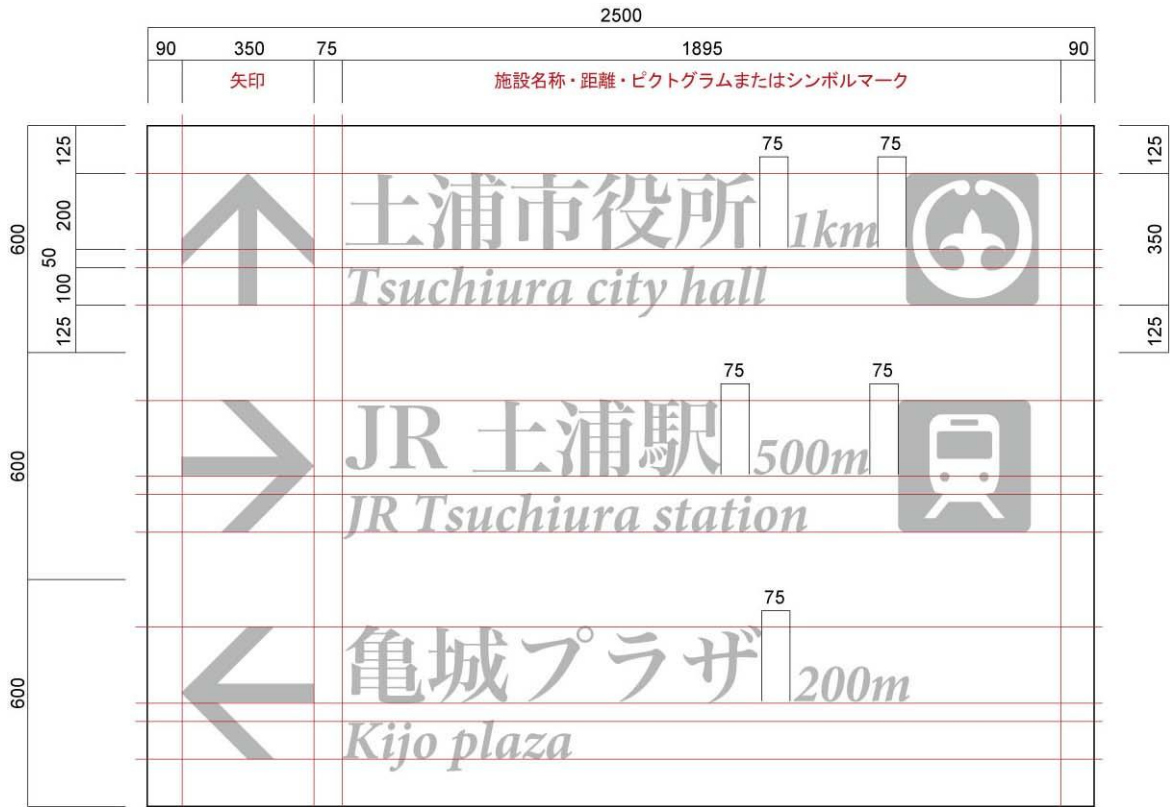 2500
90 350 75 1895 90
矢印 施設名称・距離・ピクトグラムまたはシンボルマーク
125 75 75 125
土浦市役所 1km
600 200 350
50
Tsuchiura city hall
100
125 125
75 75
JR 土浦駅 500m
600
JR Tsuchiura station
75
亀城プラザ 200m
600
Kijo plaza